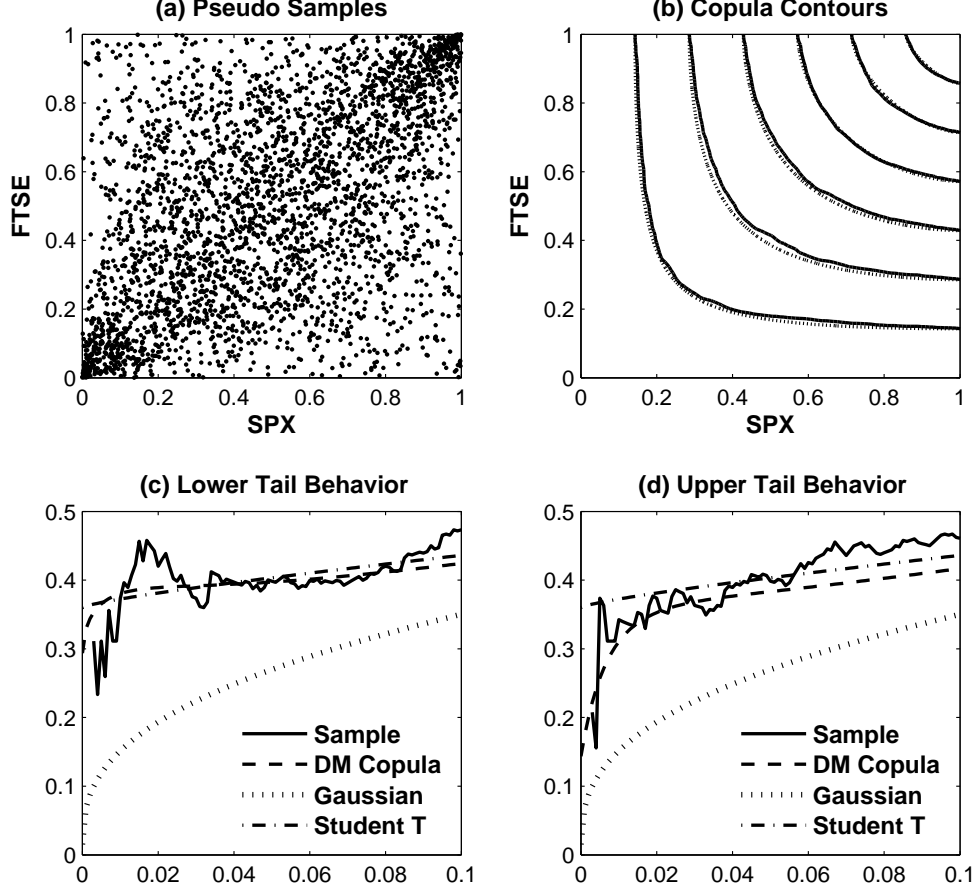 (a) Pseudo Samples
1
0.8
0.6
0.4
0.2
0
FTSE
0 0.2 0.4 0.6 0.8 1
SPX
(b) Copula Contours
1
0.8
0.6
0.4
0.2
0
FTSE
0.2 0.4 0.6 0.8 1
SPX
(c) Lower Tail Behavior
0.5
0.4
0.3
0.2
0.1
0
0 0.02 0.04 0.06 0.08 0.1
Sample
DM Copula
Gaussian
Student T
(d) Upper Tail Behavior
0.5
0.4
0.3
0.2
0.1
0
0 0.02 0.04 0.06 0.08 0.1
Sample
DM Copula
Gaussian
Student T